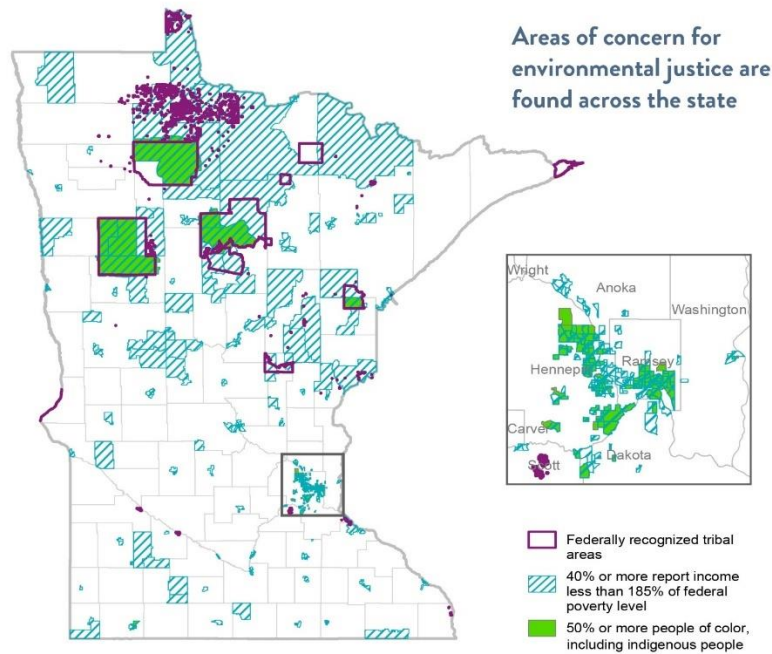 Areas of concern for
environmental justice are
found across the state
Wright
Anoka
Washington
Hennepin
Ramsey
Carver
Scott
Dakota
Federally recognized tribal
areas
40% or more report income
less than 185% of federal
poverty level
50% or more people of color,
including indigenous people